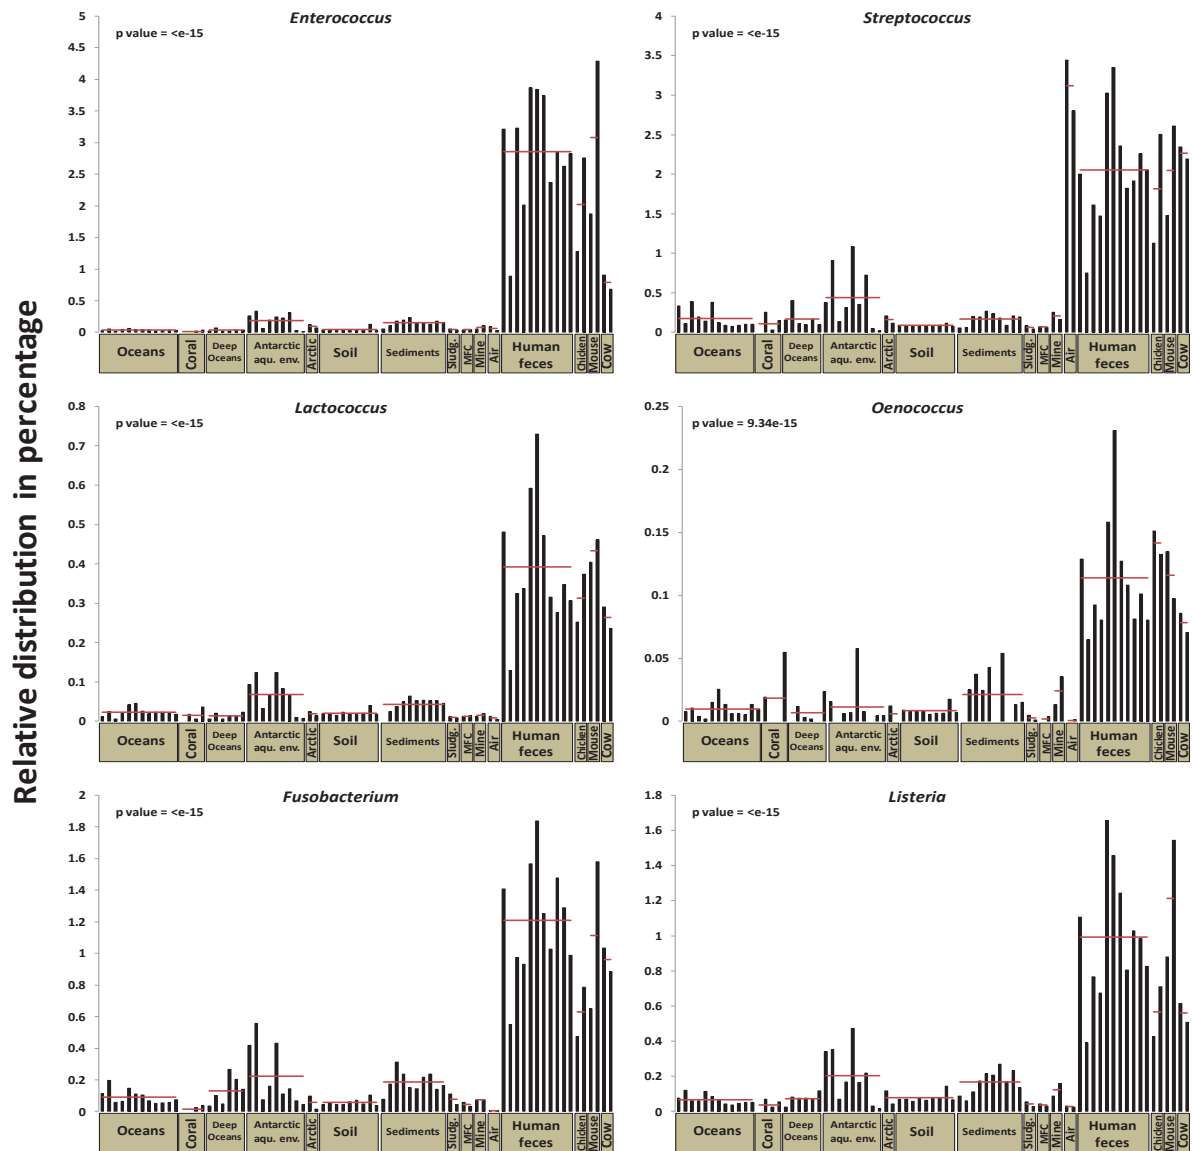 Relative distribution in percentage
Enterococcus
p value = <e-15
5
4.5
4
3.5
3
2.5
2
1.5
1
0.5
0
Oceans
Coral
Deep
Oceans
Antarctic
aqu. env.
Arctic
Soil
Sediments
Sludg.
MFC
Mine
Air
Human
feces
Chicken
Mouse
Cow
Streptococcus
p value = <e-15
4
3.5
3
2.5
2
1.5
1
0.5
0
Oceans
Coral
Deep
Oceans
Antarctic
aqu. env.
Arctic
Soil
Sediments
Sludg.
MFC
Mine
Air
Human
feces
Chicken
Mouse
Cow
Lactococcus
p value = <e-15
0.8
0.7
0.6
0.5
0.4
0.3
0.2
0.1
0
Oceans
Coral
Deep
Oceans
Antarctic
aqu. env.
Arctic
Soil
Sediments
Sludg.
MFC
Mine
Air
Human
feces
Chicken
Mouse
Cow
Oenococcus
p value = 9.34e-15
0.25
0.2
0.15
0.1
0.05
0
Oceans
Coral
Deep
Oceans
Antarctic
aqu. env.
Arctic
Soil
Sediments
Sludg.
MFC
Mine
Air
Human
feces
Chicken
Mouse
Cow
Fusobacterium
p value = <e-15
2
1.8
1.6
1.4
1.2
1
0.8
0.6
0.4
0.2
0
Oceans
Coral
Deep
Oceans
Antarctic
aqu. env.
Arctic
Soil
Sediments
Sludg.
MFC
Mine
Air
Human
feces
Chicken
Mouse
Cow
Listeria
p value = <e-15
1.8
1.6
1.4
1.2
1
0.8
0.6
0.4
0.2
0
Oceans
Coral
Deep
Oceans
Antarctic
aqu. env.
Arctic
Soil
Sediments
Sludg.
MFC
Mine
Air
Human
feces
Chicken
Mouse
Cow